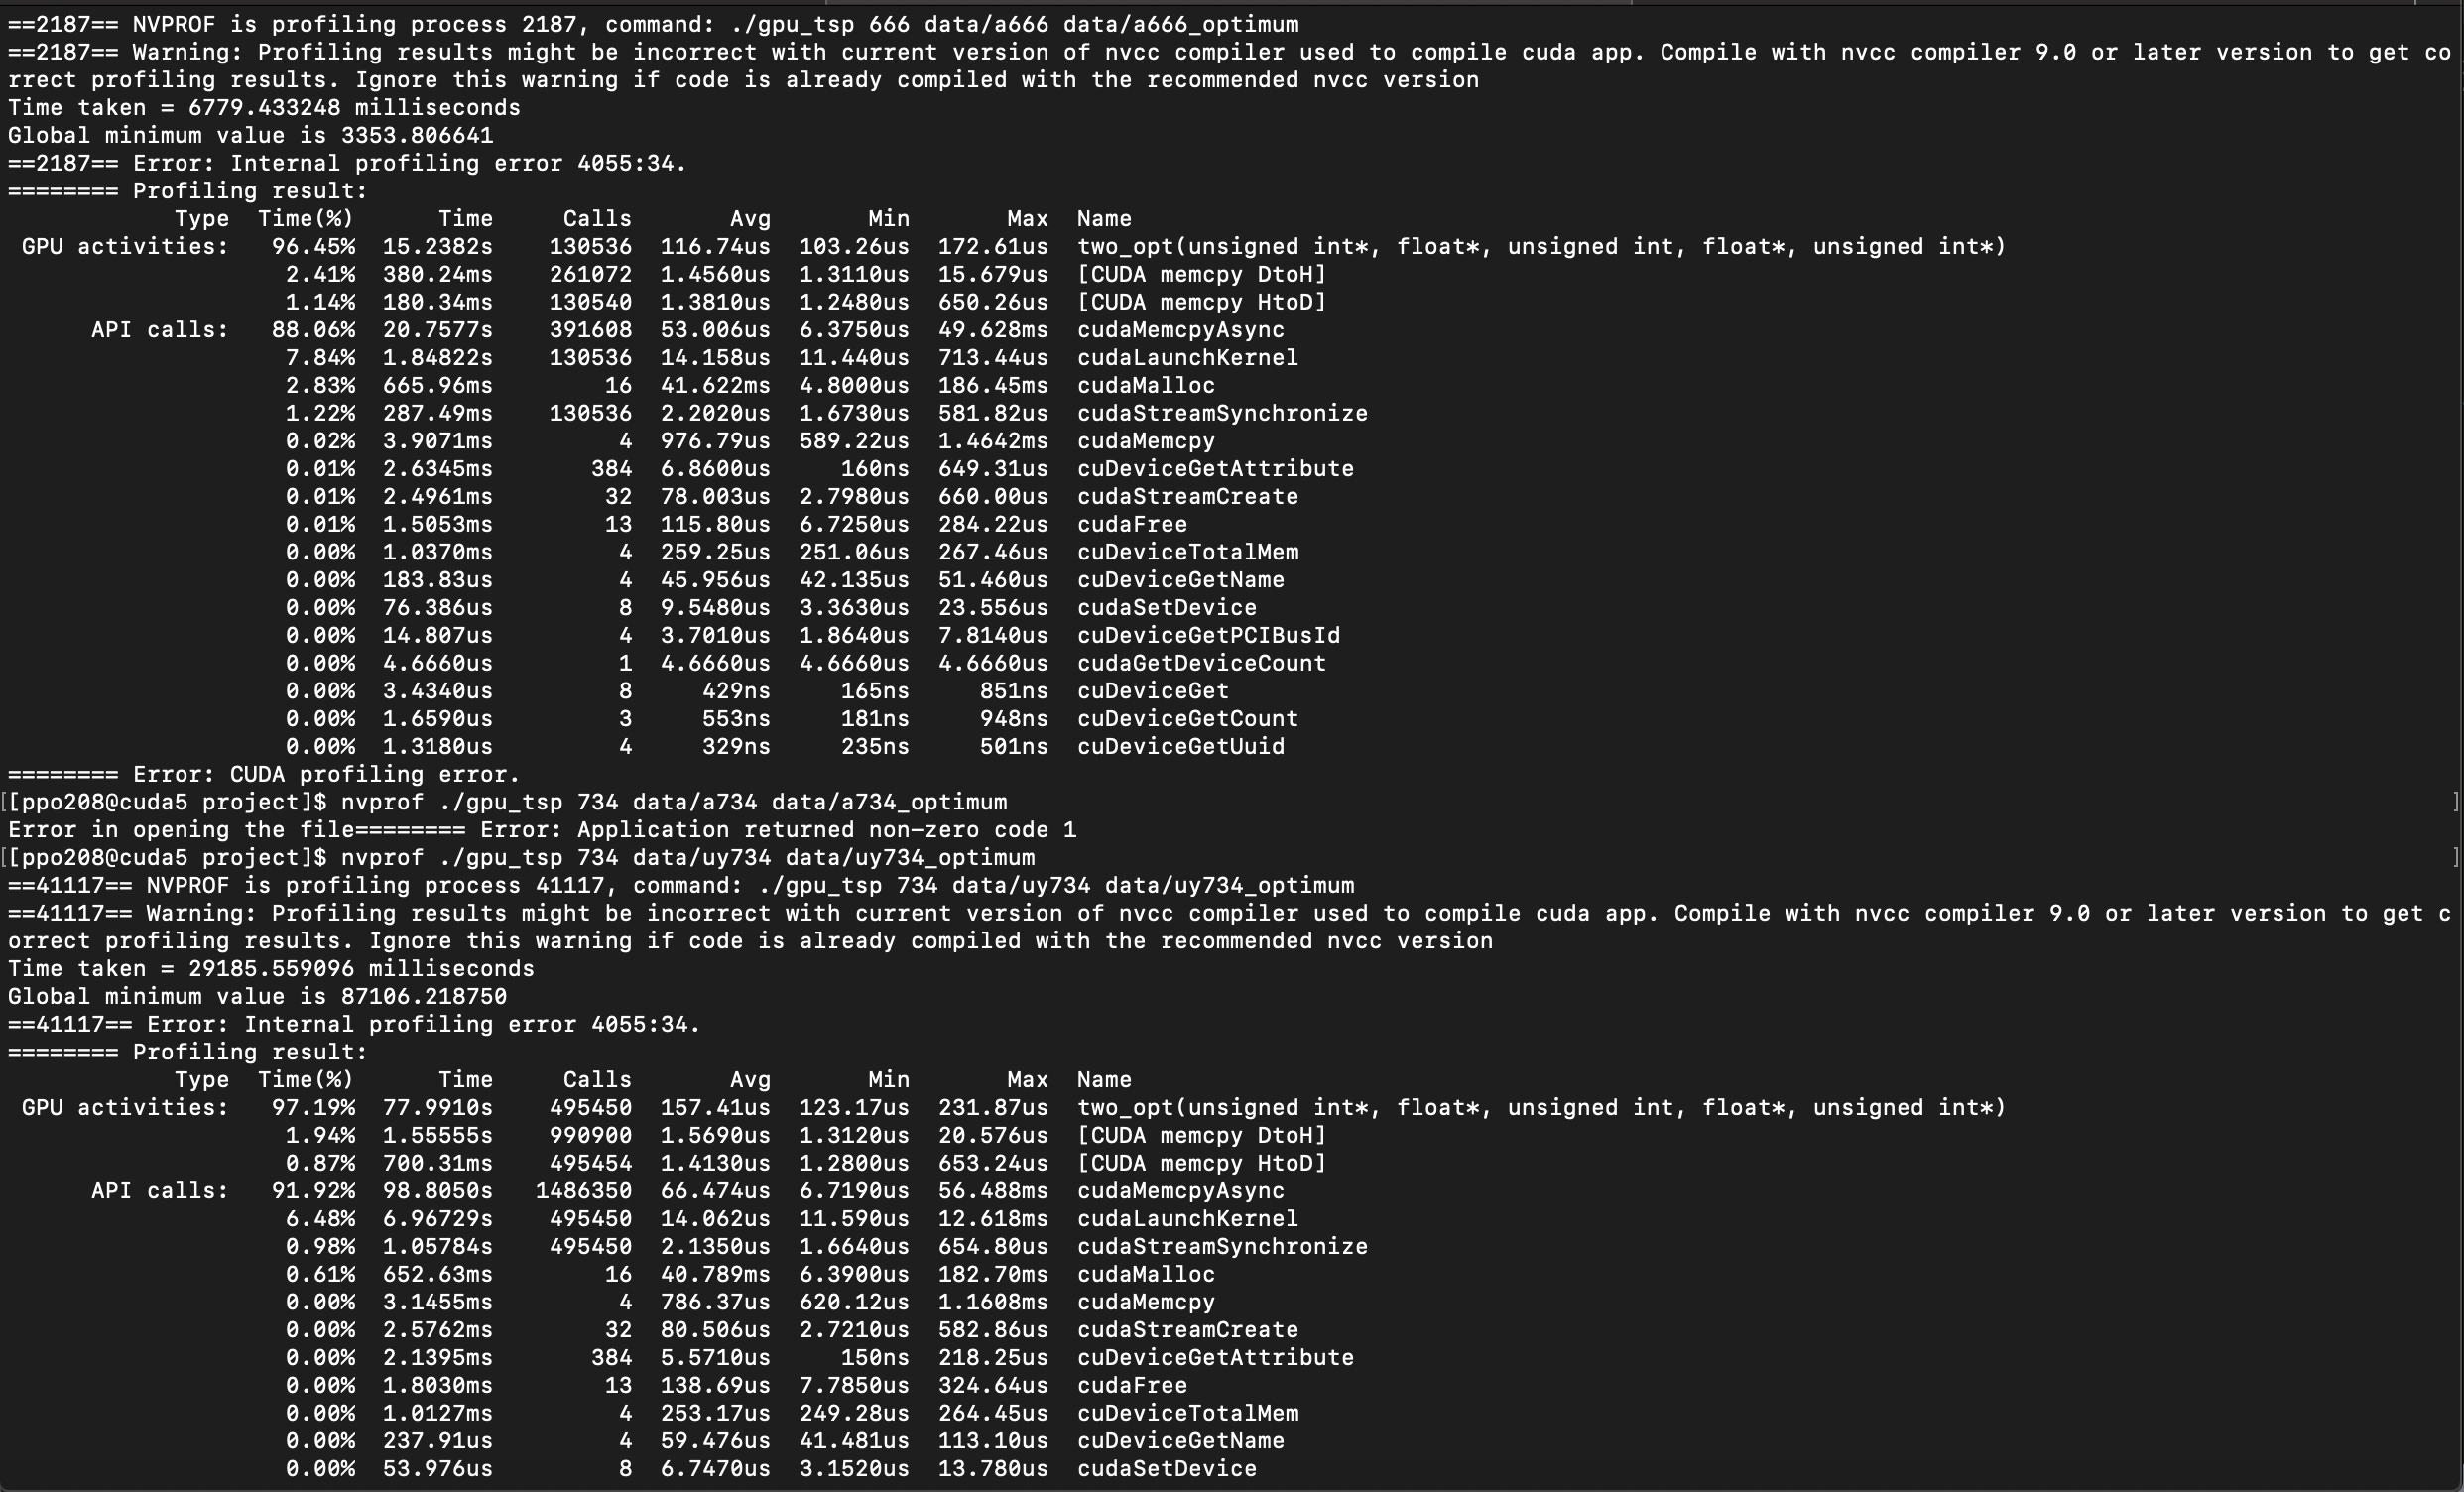 ==2187== NVPROF is profiling process 2187, command: ./gpu_tsp 666 data/a666 data/a666_optimum
==2187== Warning: Profiling results might be incorrect with current version of nvcc compiler used to compile cuda app. Compile with nvcc compiler 9.0 or later version to get co
rrect profiling results. Ignore this warning if code is already compiled with the recommended nvcc version
Time taken = 6779.433248 milliseconds
Global minimum value is 3353.806641
==2187== Error: Internal profiling error 4055:34.
======== Profiling result:
            Type  Time(%)      Time     Calls       Avg       Min       Max  Name
 GPU activities:   96.45%  15.2382s    130536  116.74us  103.26us  172.61us  two_opt(unsigned int*, float*, unsigned int, float*, unsigned int*)
                    2.41%  380.24ms    261072  1.4560us  1.3110us  15.679us  [CUDA memcpy DtoH]
                    1.14%  180.34ms    130540  1.3810us  1.2480us  650.26us  [CUDA memcpy HtoD]
      API calls:   88.06%  20.7577s    391608  53.006us  6.3750us  49.628ms  cudaMemcpyAsync
                    7.84%  1.84822s    130536  14.158us  11.440us  713.44us  cudaLaunchKernel
                    2.83%  665.96ms        16  41.622ms  4.8000us  186.45ms  cudaMalloc
                    1.22%  287.49ms    130536  2.2020us  1.6730us  581.82us  cudaStreamSynchronize
                    0.02%  3.9071ms         4  976.79us  589.22us  1.4642ms  cudaMemcpy
                    0.01%  2.6345ms       384  6.8600us     160ns  649.31us  cuDeviceGetAttribute
                    0.01%  2.4961ms        32  78.003us  2.7980us  660.00us  cudaStreamCreate
                    0.01%  1.5053ms        13  115.80us  6.7250us  284.22us  cudaFree
                    0.00%  1.0370ms         4  259.25us  251.06us  267.46us  cuDeviceTotalMem
                    0.00%  183.83us         4  45.956us  42.135us  51.460us  cuDeviceGetName
                    0.00%  76.386us         8  9.5480us  3.3630us  23.556us  cudaSetDevice
                    0.00%  14.807us         4  3.7010us  1.8640us  7.8140us  cuDeviceGetPCIBusId
                    0.00%  4.6660us         1  4.6660us  4.6660us  4.6660us  cudaGetDeviceCount
                    0.00%  3.4340us         8     429ns     165ns     851ns  cuDeviceGet
                    0.00%  1.6590us         3     553ns     181ns     948ns  cuDeviceGetCount
                    0.00%  1.3180us         4     329ns     235ns     501ns  cuDeviceGetUuid
======== Error: CUDA profiling error.
[[ppo208@cuda5 project]$ nvprof ./gpu_tsp 734 data/a734 data/a734_optimum ]
Error in opening the file======== Error: Application returned non-zero code 1
[[ppo208@cuda5 project]$ nvprof ./gpu_tsp 734 data/uy734 data/uy734_optimum ]
==41117== NVPROF is profiling process 41117, command: ./gpu_tsp 734 data/uy734 data/uy734_optimum
==41117== Warning: Profiling results might be incorrect with current version of nvcc compiler used to compile cuda app. Compile with nvcc compiler 9.0 or later version to get c
orrect profiling results. Ignore this warning if code is already compiled with the recommended nvcc version
Time taken = 29185.559096 milliseconds
Global minimum value is 87106.218750
==41117== Error: Internal profiling error 4055:34.
======== Profiling result:
            Type  Time(%)      Time     Calls       Avg       Min       Max  Name
 GPU activities:   97.19%  77.9910s    495450  157.41us  123.17us  231.87us  two_opt(unsigned int*, float*, unsigned int, float*, unsigned int*)
                    1.94%  1.55555s    990900  1.5690us  1.3120us  20.576us  [CUDA memcpy DtoH]
                    0.87%  700.31ms    495454  1.4130us  1.2800us  653.24us  [CUDA memcpy HtoD]
      API calls:   91.92%  98.8050s   1486350  66.474us  6.7190us  56.488ms  cudaMemcpyAsync
                    6.48%  6.96729s    495450  14.062us  11.590us  12.618ms  cudaLaunchKernel
                    0.98%  1.05784s    495450  2.1350us  1.6640us  654.80us  cudaStreamSynchronize
                    0.61%  652.63ms        16  40.789ms  6.3900us  182.70ms  cudaMalloc
                    0.00%  3.1455ms         4  786.37us  620.12us  1.1608ms  cudaMemcpy
                    0.00%  2.5762ms        32  80.506us  2.7210us  582.86us  cudaStreamCreate
                    0.00%  2.1395ms       384  5.5710us     150ns  218.25us  cuDeviceGetAttribute
                    0.00%  1.8030ms        13  138.69us  7.7850us  324.64us  cudaFree
                    0.00%  1.0127ms         4  253.17us  249.28us  264.45us  cuDeviceTotalMem
                    0.00%  237.91us         4  59.476us  41.481us  113.10us  cuDeviceGetName
                    0.00%  53.976us         8  6.7470us  3.1520us  13.780us  cudaSetDevice